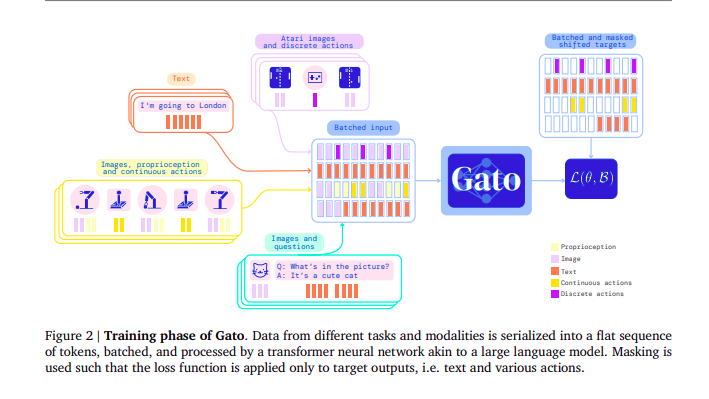 Atari images
and discrete actions
Batched and masked
shifted targets
Text
I'm going to London
Batched input
Images, proprioception
and continuous actions
Gato
ℒ(θ, ℬ)
Images and
questions
Q: What's in the picture?
A: It's a cute cat
Proprioception
Image
Text
Continuous actions
Discrete actions
Figure 2 | Training phase of Gato. Data from different tasks and modalities is serialized into a flat sequence
of tokens, batched, and processed by a transformer neural network akin to a large language model. Masking is
used such that the loss function is applied only to target outputs, i.e. text and various actions.